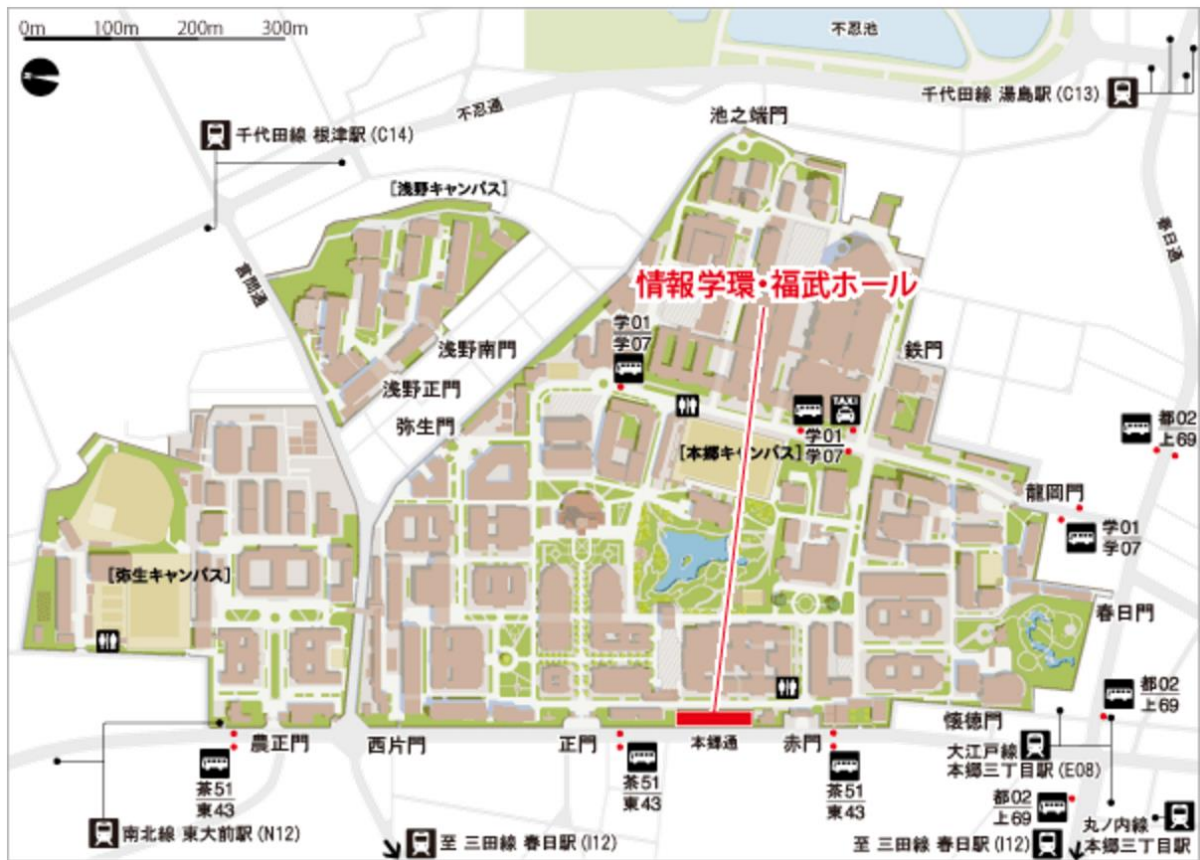 0m 100m 200m 300m
不忍池
千代田線 湯島駅 (C13)
不忍通
池之端門
千代田線 根津駅 (C14)
[浅野キャンパス]
春日通
言問通
情報学環・福武ホール
学01
学07
浅野南門
鉄門
浅野正門
TAXI
弥生門
学01
学07
[本郷キャンパス]
都02
上69
龍岡門
学01
学07
[弥生キャンパス]
春日門
都02
上69
懐徳門
農正門
西片門
正門
本郷通
赤門
大江戸線
本郷三丁目駅 (E08)
茶51
東43
茶51
東43
茶51
東43
都02
上69
南北線 東大前駅 (N12)
至 三田線 春日駅 (I12)
至 三田線 春日駅 (I12)
丸ノ内線
本郷三丁目駅